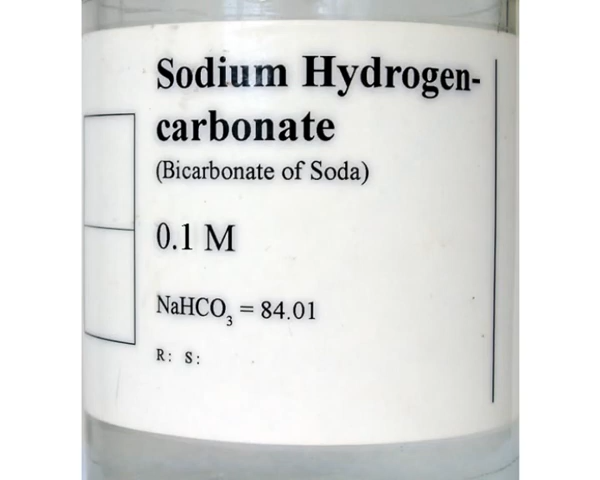 Sodium Hydrogen-
carbonate
(Bicarbonate of Soda)
0.1 M
NaHCO₃ = 84.01
R: S: